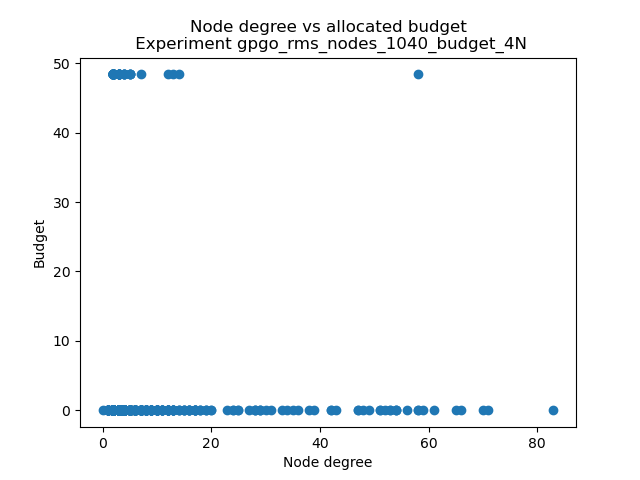 Node degree vs allocated budget
Experiment gpgo_rms_nodes_1040_budget_4N
50
40
30
20
10
0
Budget
0 20 40 60 80
Node degree